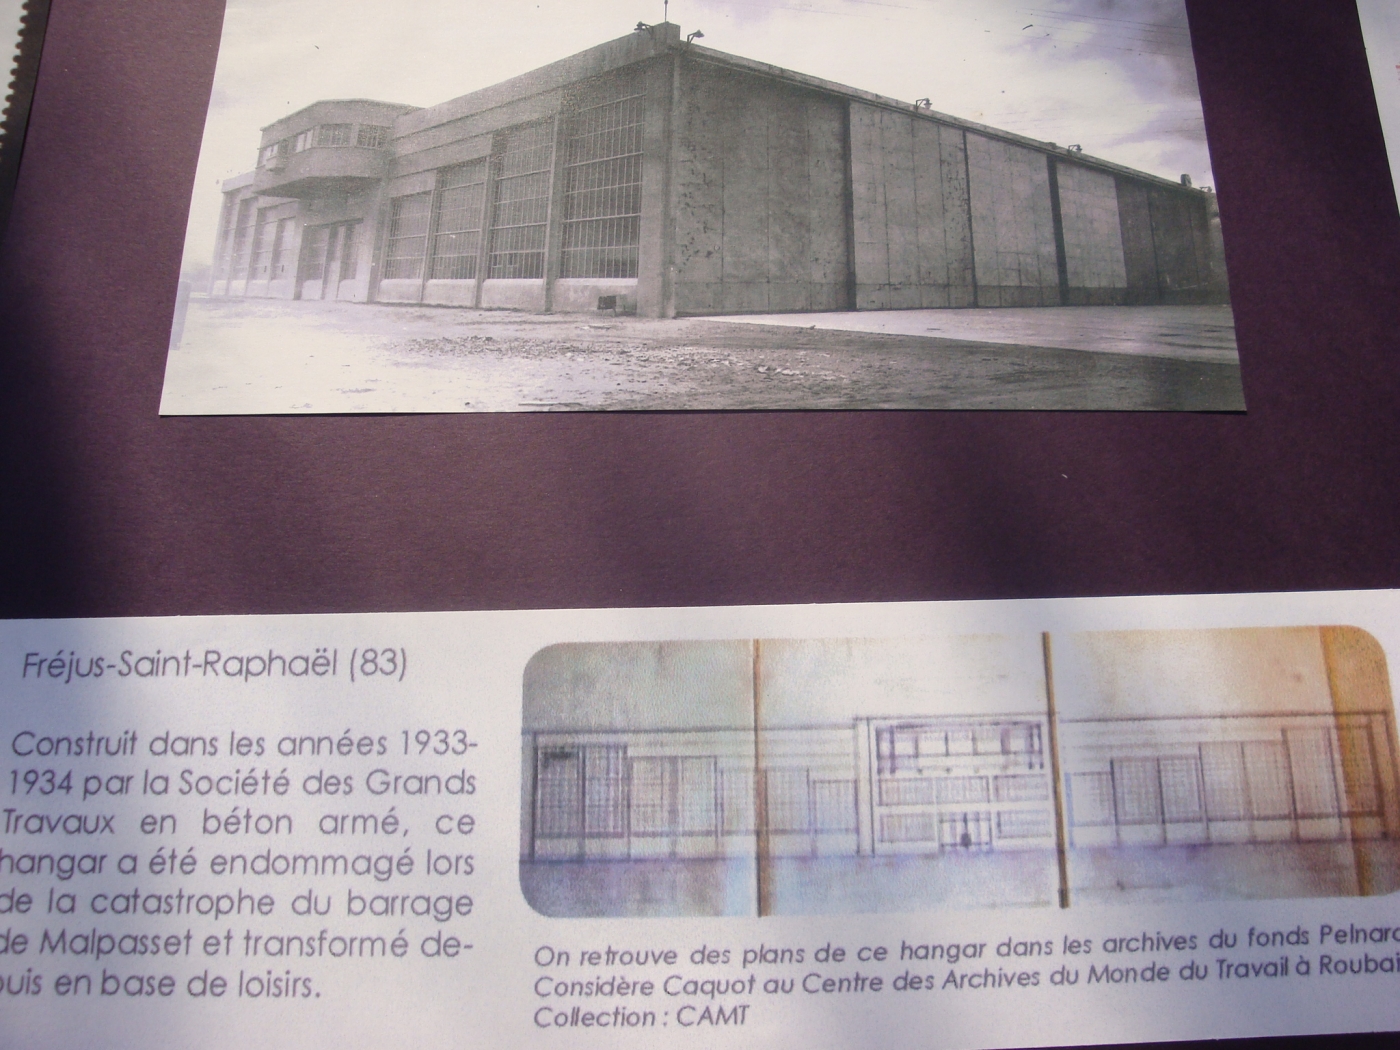 Fréjus-Saint-Raphaël (83)
Construit dans les années 1933-
1934 par la Société des Grands
Travaux en béton armé, ce
hangar a été endommagé lors
de la catastrophe du barrage
de Malpasset et transformé de-
puis en base de loisirs.
On retrouve des plans de ce hangar dans les archives du fonds Pelnard
Considère Caquot au Centre des Archives du Monde du Travail à Roubai
Collection : CAMT